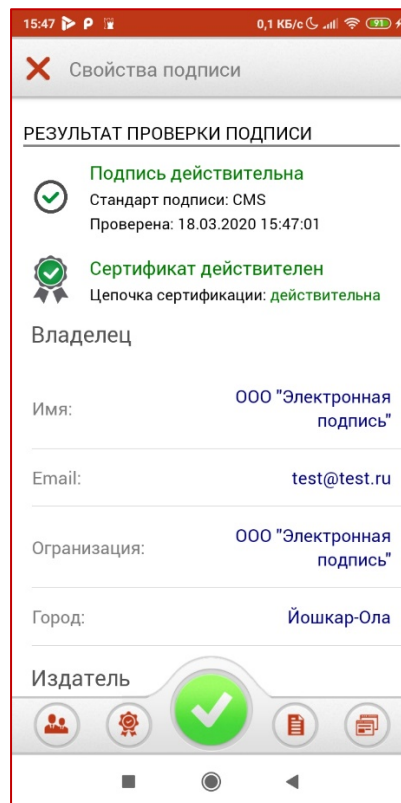 15:47 0,1 КБ/с 91
Свойства подписи
РЕЗУЛЬТАТ ПРОВЕРКИ ПОДПИСИ
Подпись действительна
Стандарт подписи: CMS
Проверена: 18.03.2020 15:47:01
Сертификат действителен
Цепочка сертификации: действительна
Владелец
Имя: ООО "Электронная
подпись"
Email: test@test.ru
Организация: ООО "Электронная
подпись"
Город: Йошкар-Ола
Издатель